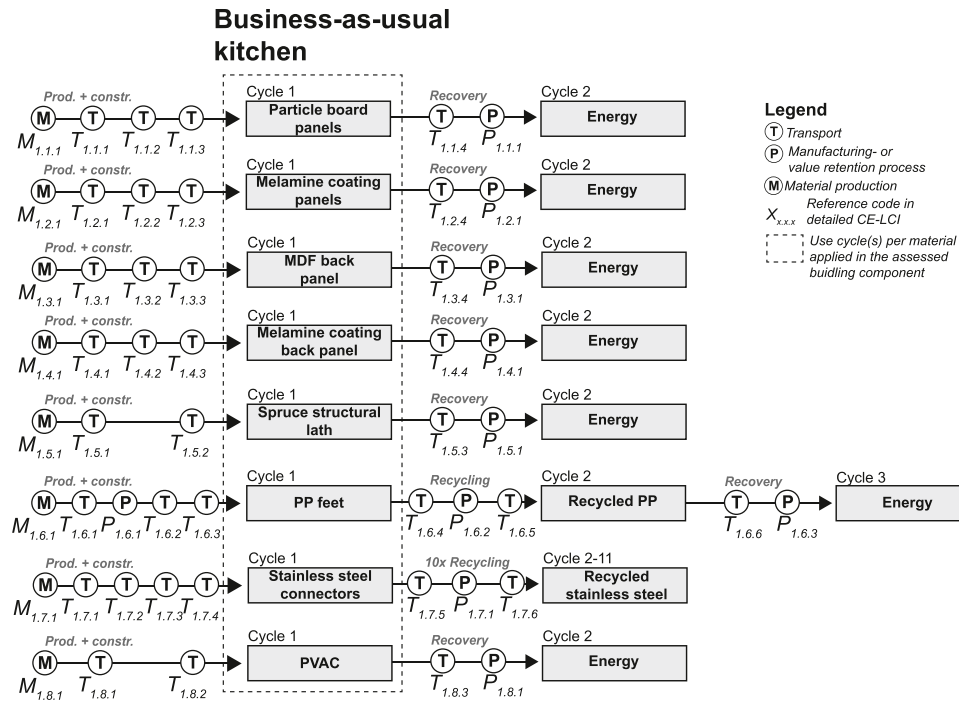 Business-as-usual
kitchen
Prod. + constr.
Cycle 1
Recovery
Cycle 2
M T T T Particle board panels T P Energy
M1.1.1 T1.1.1 T1.1.2 T1.1.3 T1.1.4 P1.1.1
Prod. + constr.
Cycle 1
Recovery
Cycle 2
M T T T Melamine coating panels T P Energy
M1.2.1 T1.2.1 T1.2.2 T1.2.3 T1.2.4 P1.2.1
Prod. + constr.
Cycle 1
Recovery
Cycle 2
M T T T MDF back panel T P Energy
M1.3.1 T1.3.1 T1.3.2 T1.3.3 T1.3.4 P1.3.1
Prod. + constr.
Cycle 1
Recovery
Cycle 2
M T T T Melamine coating back panel T P Energy
M1.4.1 T1.4.1 T1.4.2 T1.4.3 T1.4.4 P1.4.1
Prod. + constr.
Cycle 1
Recovery
Cycle 2
M T T Spruce structural lath T P Energy
M1.5.1 T1.5.1 T1.5.2 T1.5.3 P1.5.1
Prod. + constr.
Cycle 1
Recycling
Cycle 2
Recovery
Cycle 3
M T P T T PP feet T P T Recycled PP T P Energy
M1.6.1 T1.6.1 P1.6.1 T1.6.2 T1.6.3 T1.6.4 P1.6.2 T1.6.5 T1.6.6 P1.6.3
Prod. + constr.
Cycle 1
10x Recycling
Cycle 2-11
M T T T T Stainless steel connectors T P T Recycled stainless steel
M1.7.1 T1.7.1 T1.7.2 T1.7.3 T1.7.4 T1.7.5 P1.7.1 T1.7.6
Prod. + constr.
Cycle 1
Recovery
Cycle 2
M T T PVAC T P Energy
M1.8.1 T1.8.1 T1.8.2 T1.8.3 P1.8.1
Legend
T Transport
P Manufacturing- or
value retention process
M Material production
Xx.x.x Reference code in
detailed CE-LCI
Use cycle(s) per material
applied in the assessed
buidling component